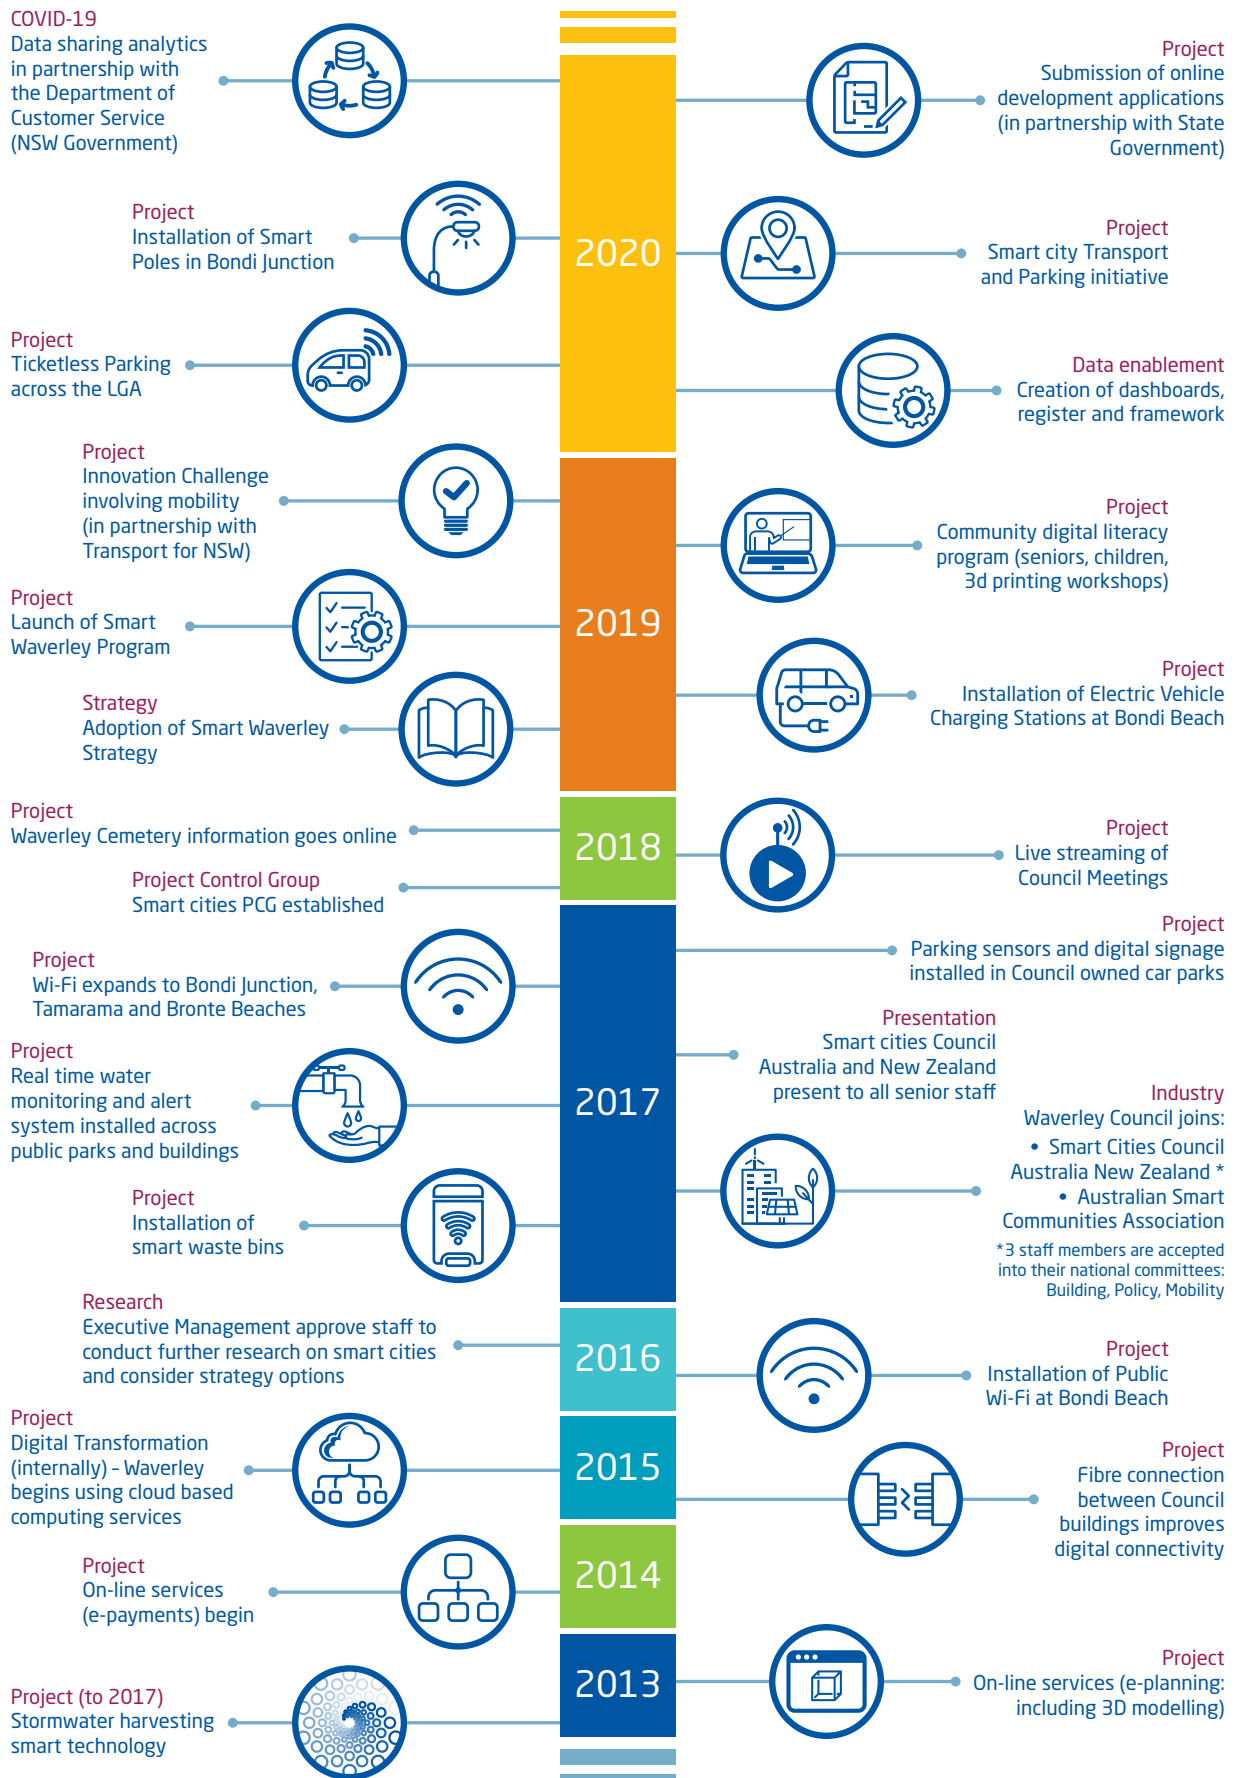 COVID-19
Data sharing analytics
in partnership with
the Department of
Customer Service
(NSW Government)
Project
Submission of online
development applications
(in partnership with State
Government)
Project
Installation of Smart
Poles in Bondi Junction
2020
Project
Smart city Transport
and Parking initiative
Project
Ticketless Parking
across the LGA
Data enablement
Creation of dashboards,
register and framework
Project
Innovation Challenge
involving mobility
(in partnership with
Transport for NSW)
Project
Community digital literacy
program (seniors, children,
3d printing workshops)
Project
Launch of Smart
Waverley Program
2019
Project
Installation of Electric Vehicle
Charging Stations at Bondi Beach
Strategy
Adoption of Smart Waverley
Strategy
Project
Waverley Cemetery information goes online
2018
Project
Live streaming of
Council Meetings
Project Control Group
Smart cities PCG established
Project
Parking sensors and digital signage
installed in Council owned car parks
Project
Wi-Fi expands to Bondi Junction,
Tamarama and Bronte Beaches
Presentation
Smart cities Council
Australia and New Zealand
present to all senior staff
Project
Real time water
monitoring and alert
system installed across
public parks and buildings
2017
Industry
Waverley Council joins:
• Smart Cities Council
Australia New Zealand *
• Australian Smart
Communities Association
*3 staff members are accepted
into their national committees:
Building, Policy, Mobility
Project
Installation of
smart waste bins
Research
Executive Management approve staff to
conduct further research on smart cities
and consider strategy options
2016
Project
Installation of Public
Wi-Fi at Bondi Beach
Project
Digital Transformation
(internally) – Waverley
begins using cloud based
computing services
2015
Project
Fibre connection
between Council
buildings improves
digital connectivity
Project
On-line services
(e-payments) begin
2014
2013
Project
On-line services (e-planning:
including 3D modelling)
Project (to 2017)
Stormwater harvesting
smart technology